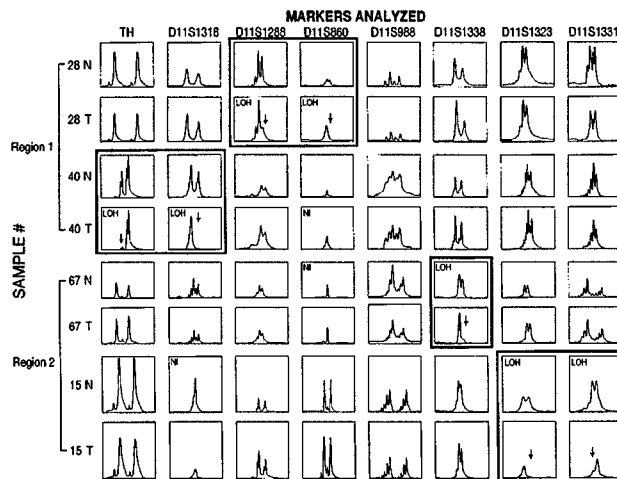 MARKERS ANALYZED
TH D11S1318 D11S1288 D11S860 D11S988 D11S1338 D11S1323 D11S1331
28 N
28 T
LOH LOH
Region 1
40 N
40 T
LOH LOH NI
SAMPLE #
67 N
NI LOH
67 T
Region 2
15 N
NI LOH LOH
15 T